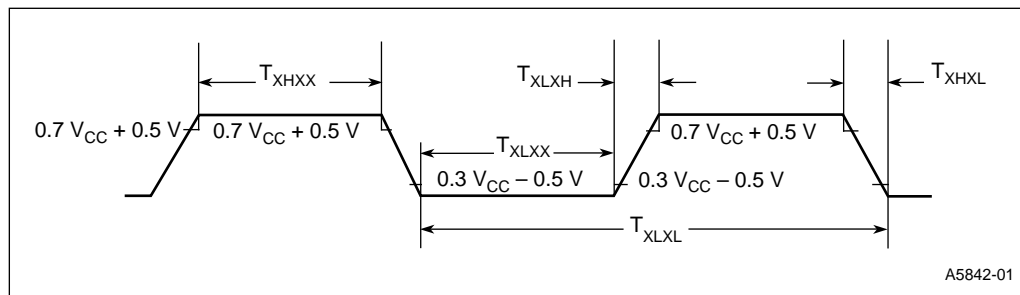 T_XHXX
T_XLXH
T_XHXL
0.7 V_CC + 0.5 V
0.7 V_CC + 0.5 V
0.7 V_CC + 0.5 V
T_XLXX
0.3 V_CC – 0.5 V
0.3 V_CC – 0.5 V
T_XLXL
A5842-01